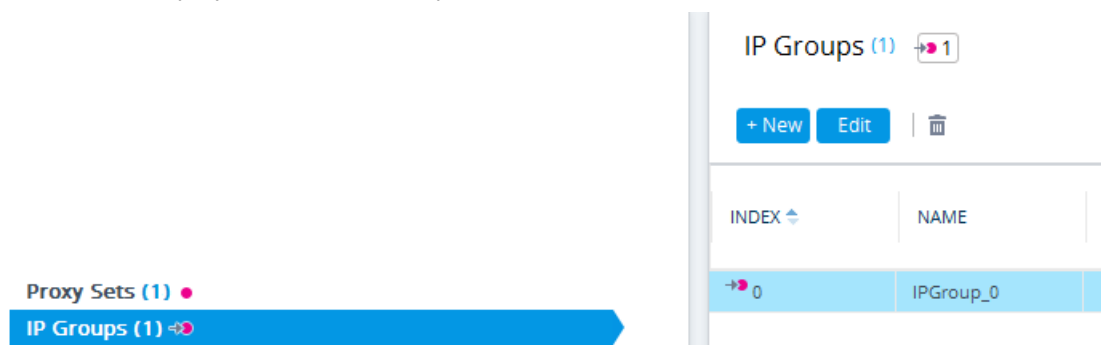 IP Groups (1) 1
+ New Edit
INDEX NAME
Proxy Sets (1)
0 IPGroup_0
IP Groups (1)